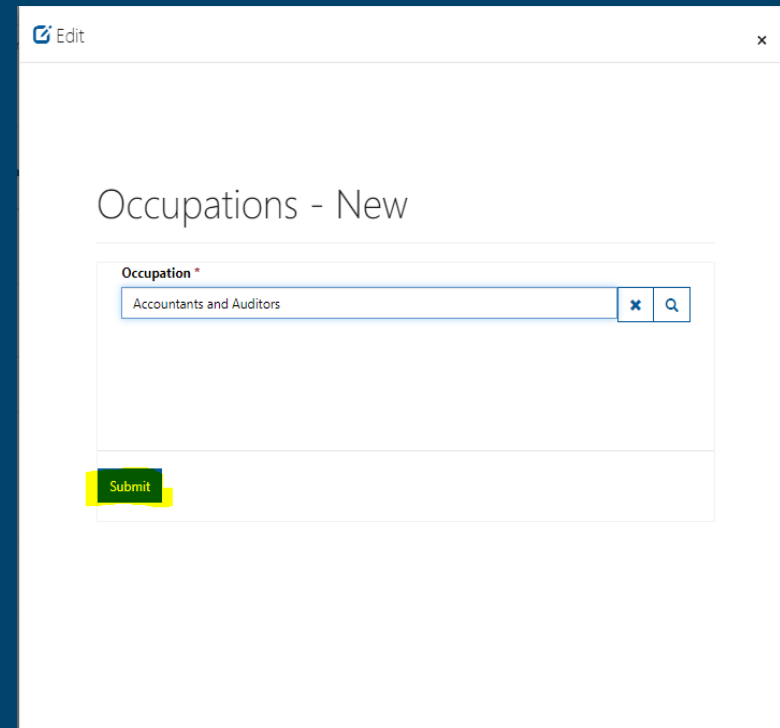 Edit
×
Occupations - New
Occupation *
Accountants and Auditors
Submit